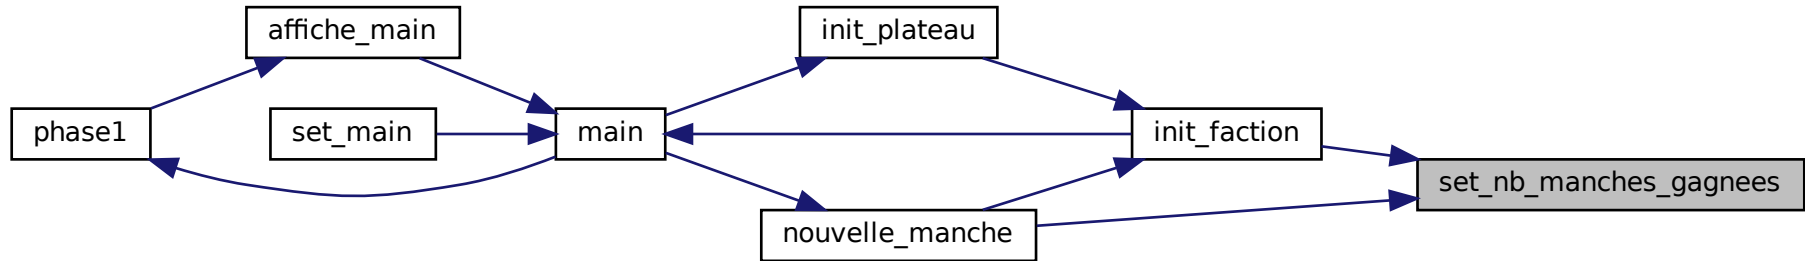 affiche_main
init_plateau
phase1
set_main
main
init_faction
set_nb_manches_gagnees
nouvelle_manche